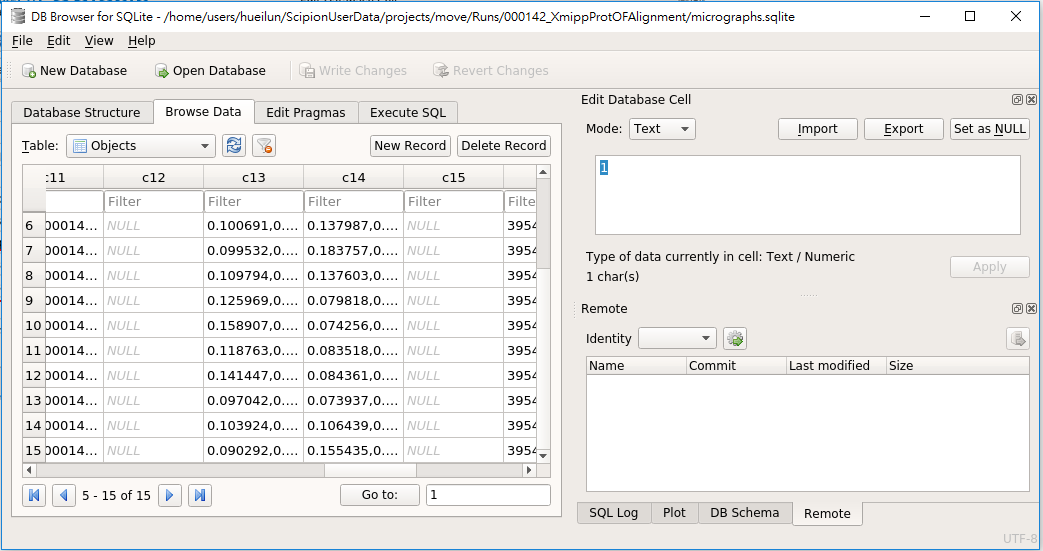 DB Browser for SQLite - /home/users/hueilun/ScipionUserData/projects/move/Runs/000142_XmippProtOFAlignment/micrographs.sqlite
File Edit View Help
New Database Open Database Write Changes Revert Changes
Database Structure Browse Data Edit Pragmas Execute SQL
Table: Objects New Record Delete Record
c11 c12 c13 c14 c15
Filter Filter Filter Filter Filte
6 00014... NULL 0.100691,0.... 0.137987,0.... NULL 3954
7 00014... NULL 0.099532,0.... 0.183757,0.... NULL 3954
8 00014... NULL 0.109794,0.... 0.137603,0.... NULL 3954
9 00014... NULL 0.125969,0.... 0.079818,0.... NULL 3954
10 00014... NULL 0.158907,0.... 0.074256,0.... NULL 3954
11 00014... NULL 0.118763,0.... 0.083518,0.... NULL 3954
12 00014... NULL 0.141447,0.... 0.084361,0.... NULL 3954
13 00014... NULL 0.097042,0.... 0.073937,0.... NULL 3954
14 00014... NULL 0.103924,0.... 0.106439,0.... NULL 3954
15 00014... NULL 0.090292,0.... 0.155435,0.... NULL 3954
5 - 15 of 15 Go to: 1
Edit Database Cell
Mode: Text Import Export Set as NULL
1
Type of data currently in cell: Text / Numeric
1 char(s)
Apply
Remote
Identity
Name Commit Last modified Size
SQL Log Plot DB Schema Remote
UTF-8